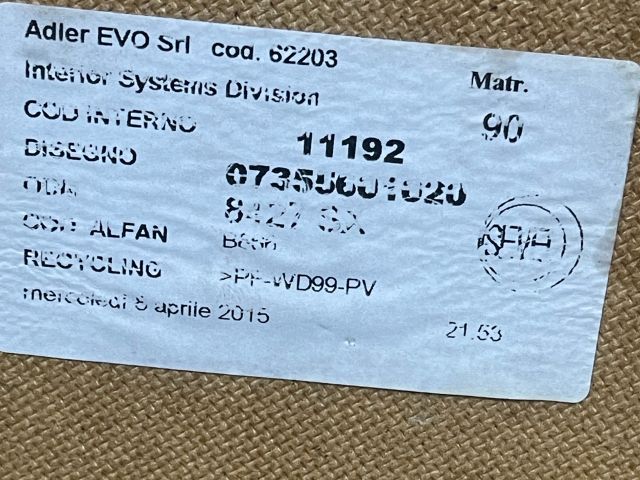 Adler EVO Srl cod. 62203
Interior Systems Division Matr.
COD INTERNO 11192 90
DISEGNO
COD ALFAN
RECYCLING >PP-WD99-PV
mercoledì 8 aprile 2015 21.53